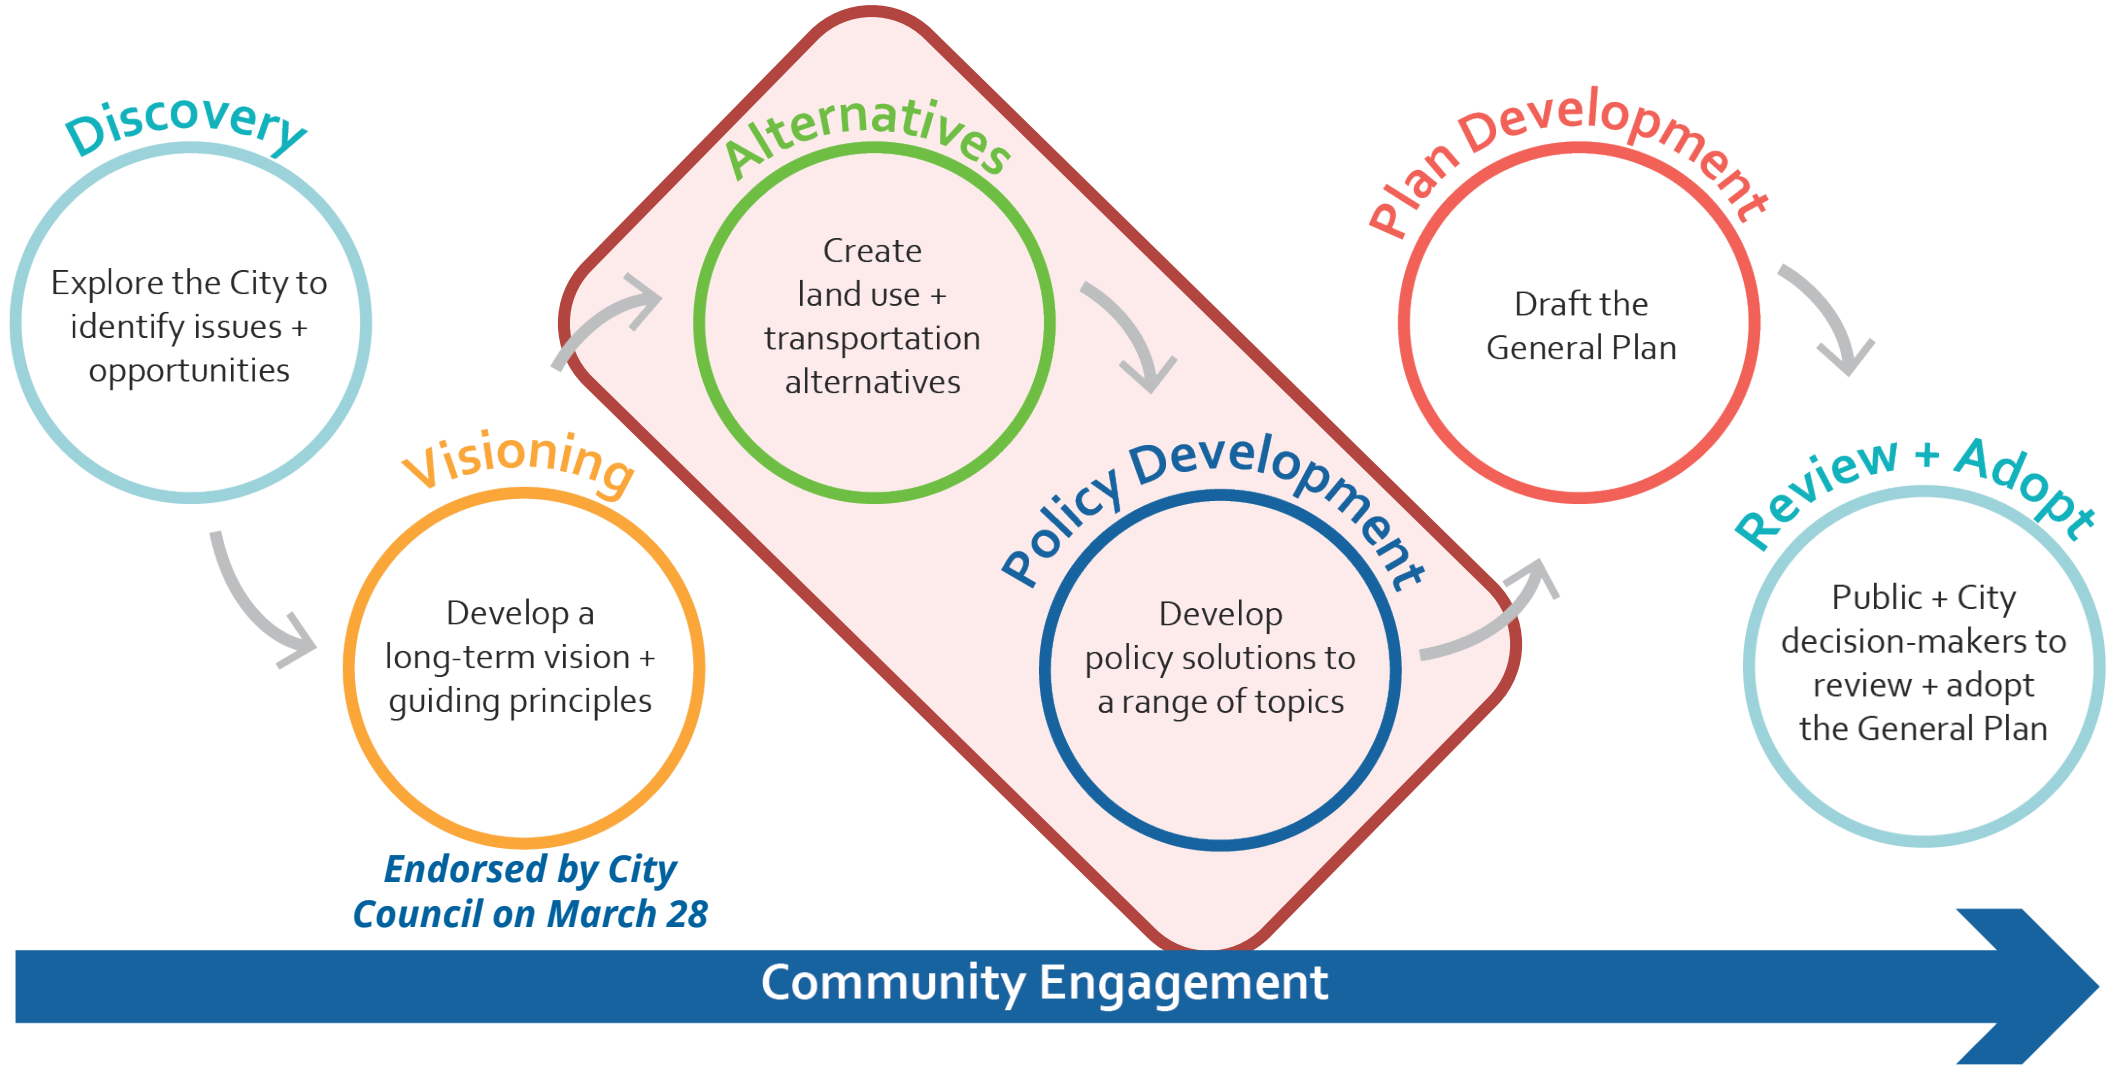 Discovery
Explore the City to
identify issues +
opportunities
Visioning
Develop a
long-term vision +
guiding principles
Endorsed by City
Council on March 28
Alternatives
Create
land use +
transportation
alternatives
Policy Development
Develop
policy solutions to
a range of topics
Plan Development
Draft the
General Plan
Review + Adopt
Public + City
decision-makers to
review + adopt
the General Plan
Community Engagement